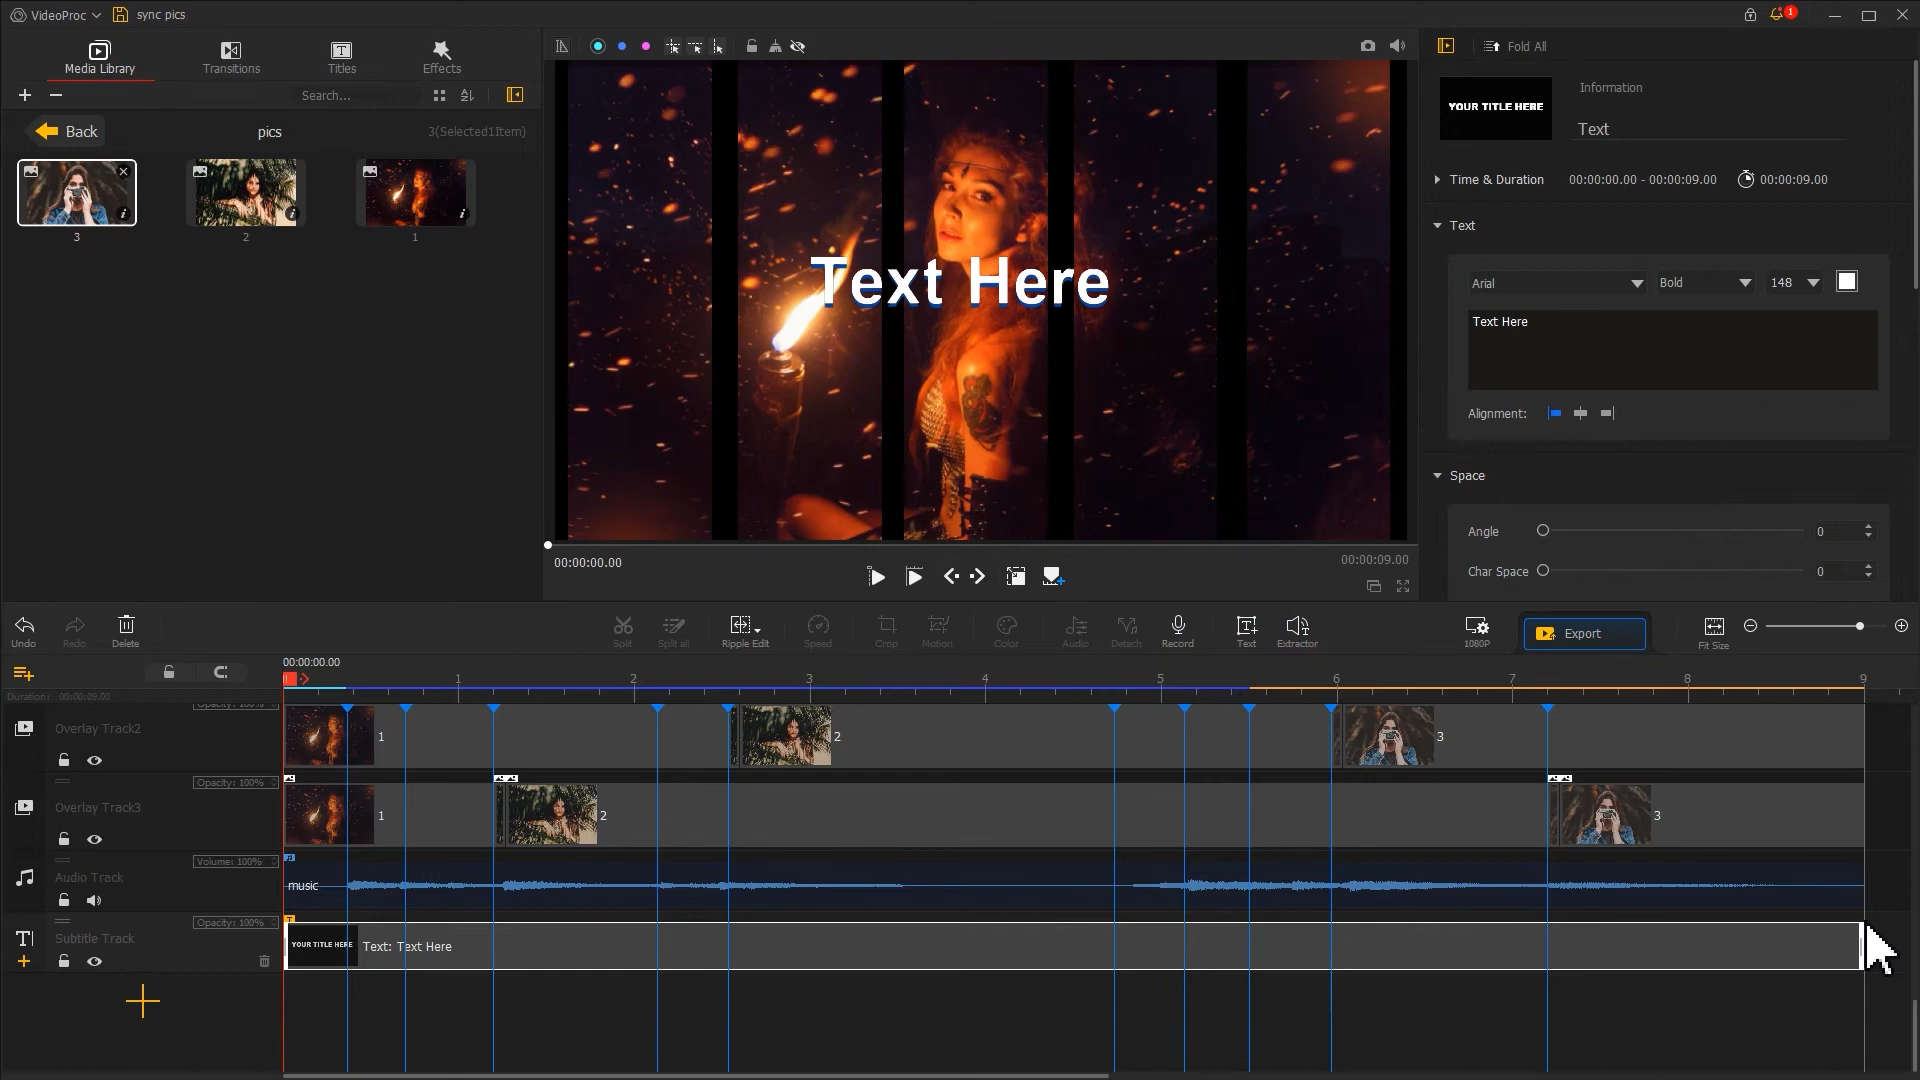 VideoProc
sync pics
1
Media Library
Transitions
Titles
Effects
Search...
Back
pics
3(Selected1Item)
3
2
1
Text Here
00:00:00.00
00:00:09.00
Fold All
YOUR TITLE HERE
Information
Text
Time & Duration
00:00:00.00 - 00:00:09.00
00:00:09.00
Text
Arial
Bold
148
Text Here
Alignment:
Space
Angle
0
Char Space
0
Undo
Redo
Delete
Split
Split all
Ripple Edit
Speed
Crop
Motion
Color
Audio
Detach
Record
Text
Extractor
1080P
Export
Fit Size
00:00:00.00
1
2
3
4
5
6
7
8
9
Duration: 00:00:09.00
Overlay Track2
1
2
3
Opacity: 100%
Overlay Track3
1
2
3
Volume: 100%
Audio Track
music
Opacity: 100%
Subtitle Track
YOUR TITLE HERE
Text: Text Here